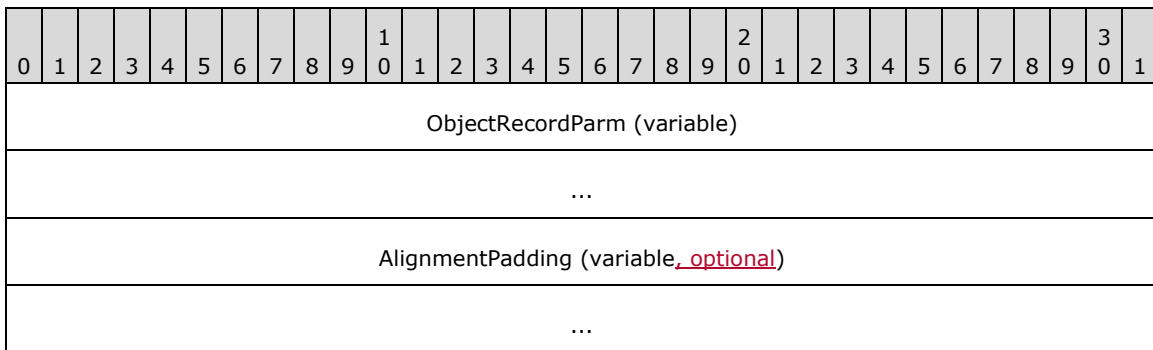 1 2 3
0 1 2 3 4 5 6 7 8 9 0 1 2 3 4 5 6 7 8 9 0 1 2 3 4 5 6 7 8 9 0 1
ObjectRecordParm (variable)
...
AlignmentPadding (variable, optional)
...